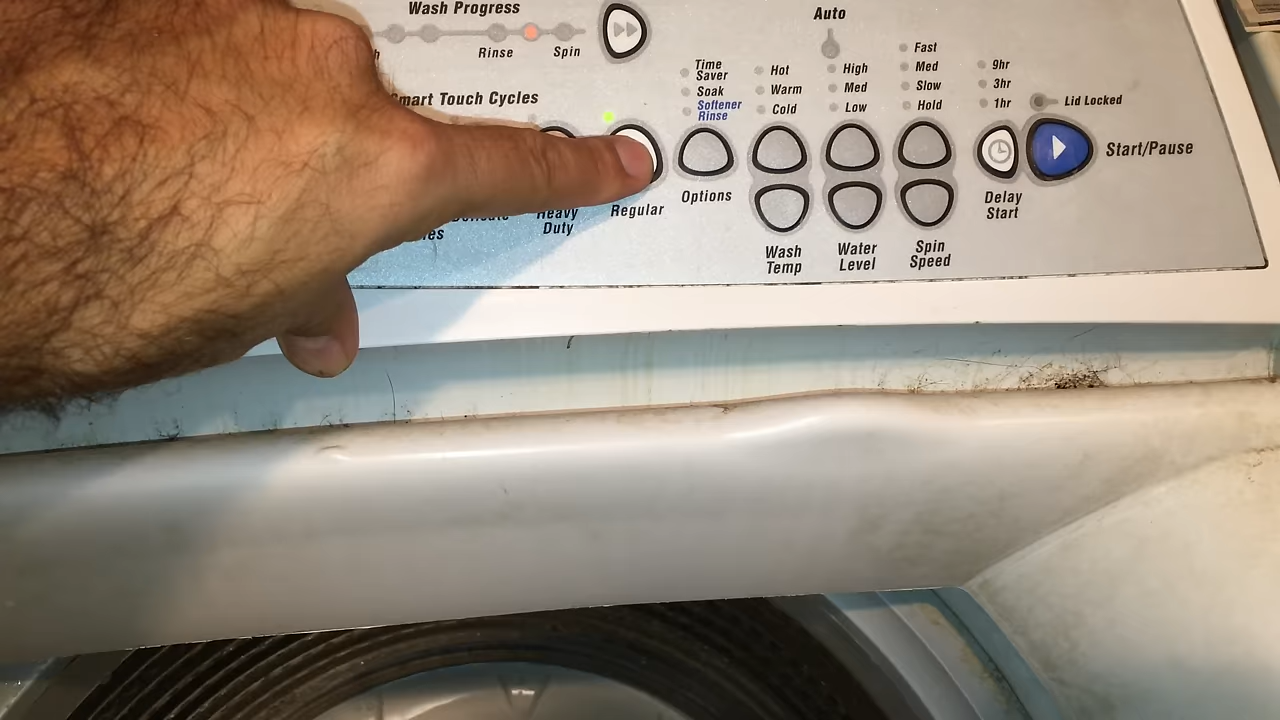 Wash Progress
Rinse
Spin
Smart Touch Cycles
Heavy
Duty
Regular
Time
Saver
Soak
Softener
Rinse
Options
Hot
Warm
Cold
Wash
Temp
Auto
High
Med
Low
Water
Level
Fast
Med
Slow
Hold
Spin
Speed
9hr
3hr
1hr
Delay
Start
Lid Locked
Start/Pause